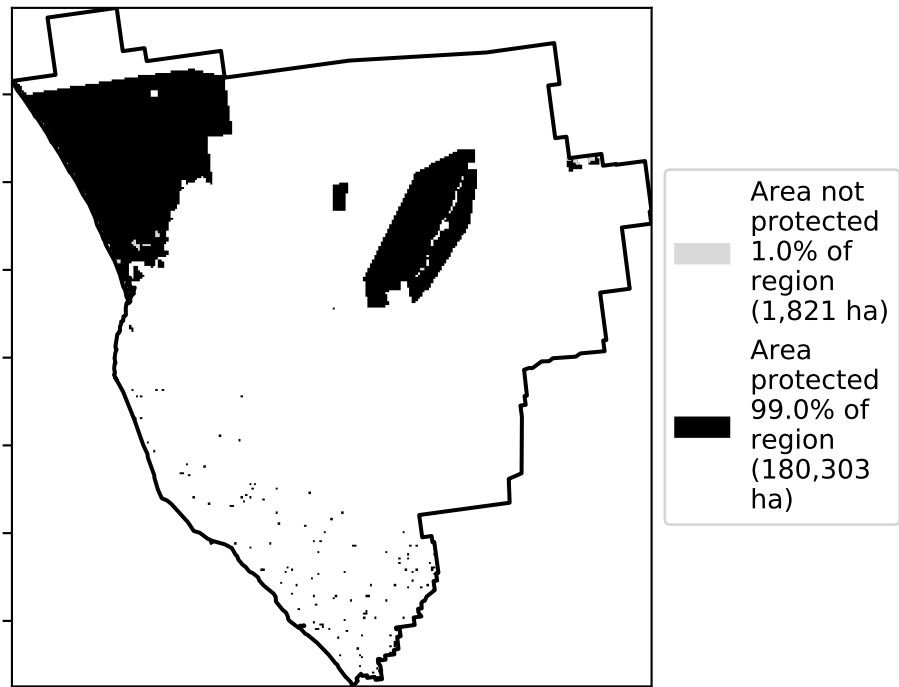 Area not
protected
1.0% of
region
(1,821 ha)
Area
protected
99.0% of
region
(180,303
ha)